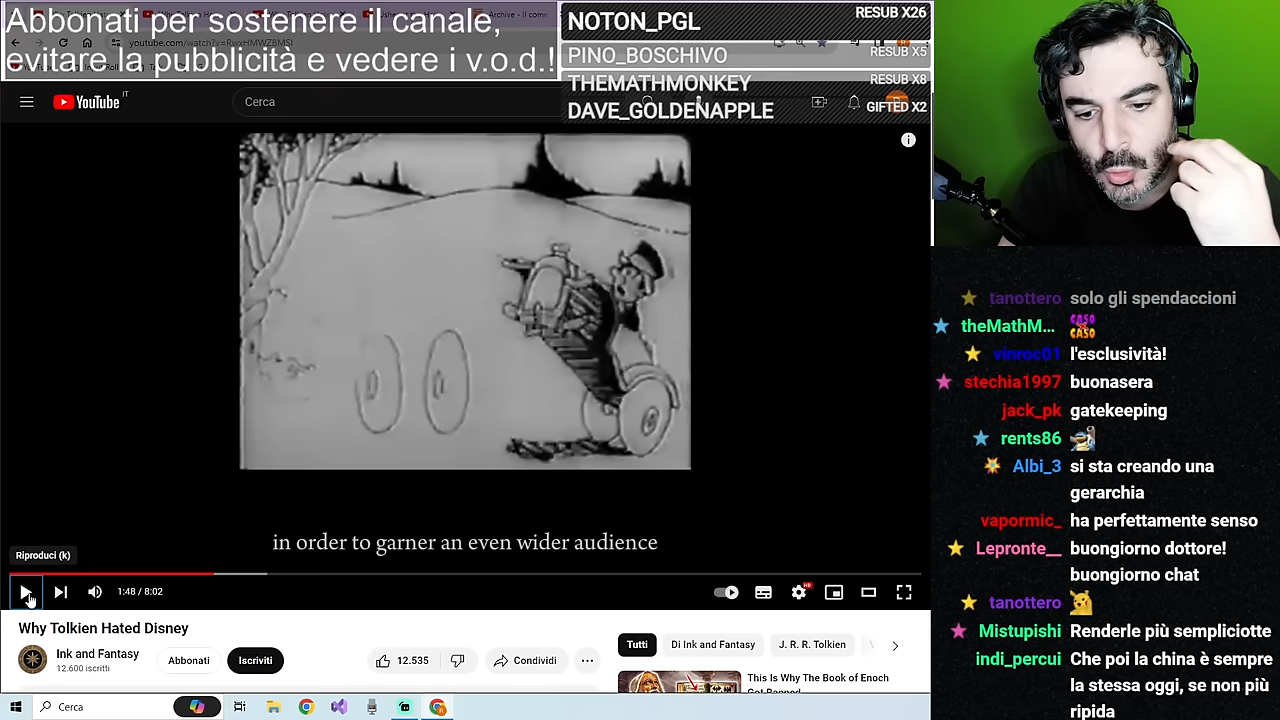 Abbonati per sostenere il canale,
evitare la pubblicità e vedere i v.o.d.!
NOTON_PGL RESUB X26
PINO_BOSCHIVO RESUB X5
THEMATHMONKEY RESUB X8
DAVE_GOLDENAPPLE GIFTED X2
YouTube IT
Cerca
in order to garner an even wider audience
Riproduci (k)
1:48 / 8:02
HD
Why Tolkien Hated Disney
Ink and Fantasy
12.600 iscritti
Abbonati
Iscriviti
12.535
Condividi
Tutti
Di Ink and Fantasy
J. R. R. Tolkien
This Is Why The Book of Enoch
Got Banned
Cerca
tanottero solo gli spendaccioni
theMathM... CASO
CASO
vinroc01 l'esclusività!
stechia1997 buonasera
jack_pk gatekeeping
rents86
Albi_3 si sta creando una
gerarchia
vapormic_ ha perfettamente senso
Lepronte__ buongiorno dottore!
buongiorno chat
tanottero
Mistupishi Renderle più sempliciotte
indi_percui Che poi la china è sempre
la stessa oggi, se non più
ripida